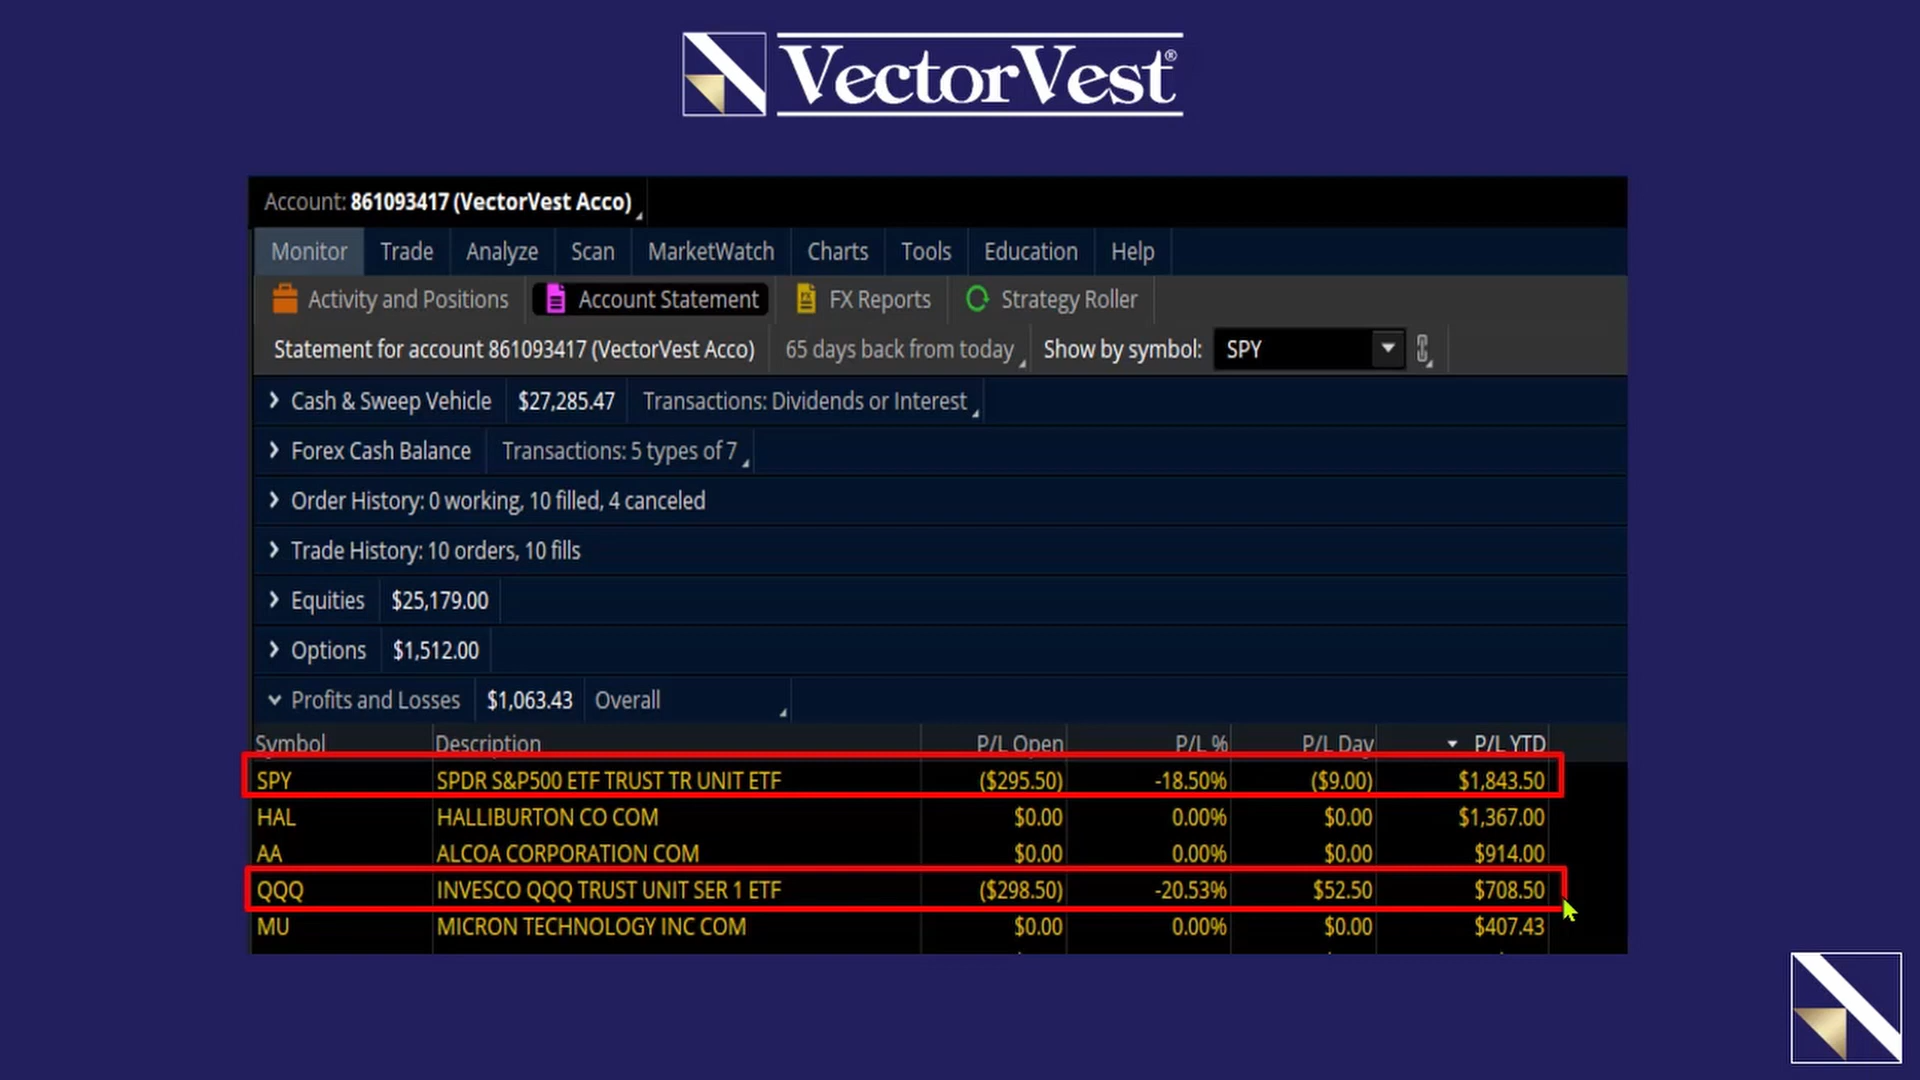 VectorVest®
Account: 861093417 (VectorVest Acco)
Monitor Trade Analyze Scan MarketWatch Charts Tools Education Help
Activity and Positions Account Statement FX Reports Strategy Roller
Statement for account 861093417 (VectorVest Acco) 65 days back from today Show by symbol: SPY
Cash & Sweep Vehicle $27,285.47 Transactions: Dividends or Interest
Forex Cash Balance Transactions: 5 types of 7
Order History: 0 working, 10 filled, 4 canceled
Trade History: 10 orders, 10 fills
Equities $25,179.00
Options $1,512.00
Profits and Losses $1,063.43 Overall
Symbol Description P/L Open P/L % P/L Day P/L YTD
SPY SPDR S&P500 ETF TRUST TR UNIT ETF ($295.50) -18.50% ($9.00) $1,843.50
HAL HALLIBURTON CO COM $0.00 0.00% $0.00 $1,367.00
AA ALCOA CORPORATION COM $0.00 0.00% $0.00 $914.00
QQQ INVESCO QQQ TRUST UNIT SER 1 ETF ($298.50) -20.53% $52.50 $708.50
MU MICRON TECHNOLOGY INC COM $0.00 0.00% $0.00 $407.43